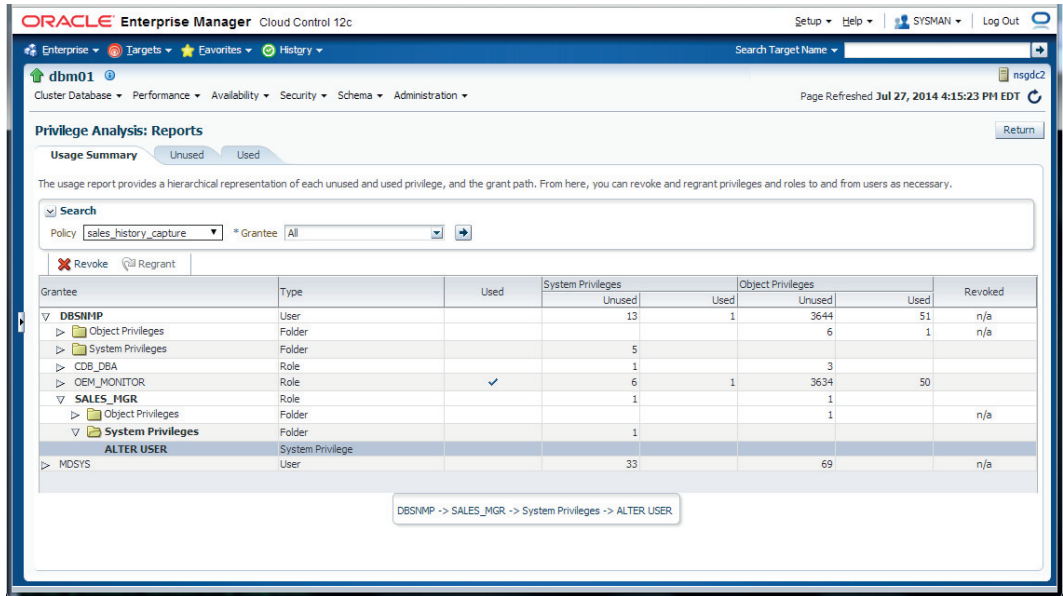 ORACLE Enterprise Manager Cloud Control 12c
Setup Help SYSMAN Log Out
Enterprise Targets Favorites History Search Target Name
dbm01 nsgdc2
Cluster Database Performance Availability Security Schema Administration Page Refreshed Jul 27, 2014 4:15:23 PM EDT
Privilege Analysis: Reports Return
Usage Summary Unused Used
The usage report provides a hierarchical representation of each unused and used privilege, and the grant path. From here, you can revoke and regrant privileges and roles to and from users as necessary.
Search
Policy sales_history_capture * Grantee All
Revoke Regrant
Grantee Type Used System Privileges Object Privileges Revoked
Unused Used Unused Used
DBSNMP User 13 1 3644 51 n/a
Object Privileges Folder 6 1 n/a
System Privileges Folder 5
CDB_DBA Role 1 3
OEM_MONITOR Role 6 1 3634 50
SALES_MGR Role 1 1
Object Privileges Folder 1 n/a
System Privileges Folder 1
ALTER USER System Privilege
MDSYS User 33 69 n/a
DBSNMP -> SALES_MGR -> System Privileges -> ALTER USER